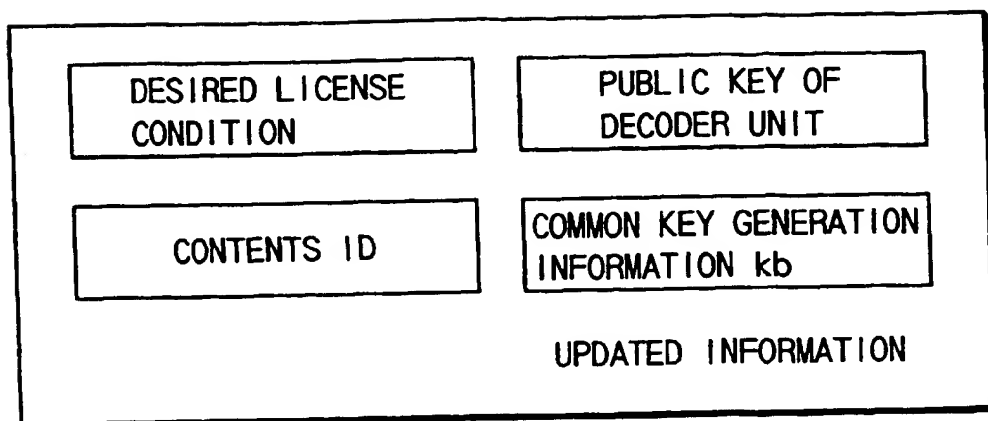 DESIRED LICENSE
CONDITION
PUBLIC KEY OF
DECODER UNIT
CONTENTS ID
COMMON KEY GENERATION
INFORMATION kb
UPDATED INFORMATION